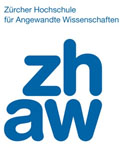 Zürcher Hochschule
für Angewandte Wissenschaften
zh
aw